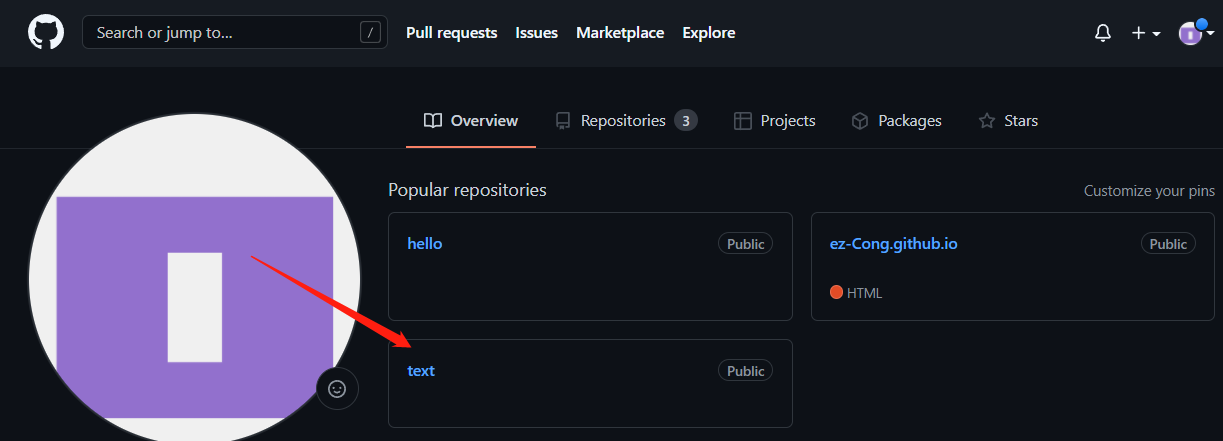 Search or jump to... / Pull requests Issues Marketplace Explore
Overview Repositories 3 Projects Packages Stars
Popular repositories Customize your pins
hello Public
ez-Cong.github.io Public
HTML
text Public